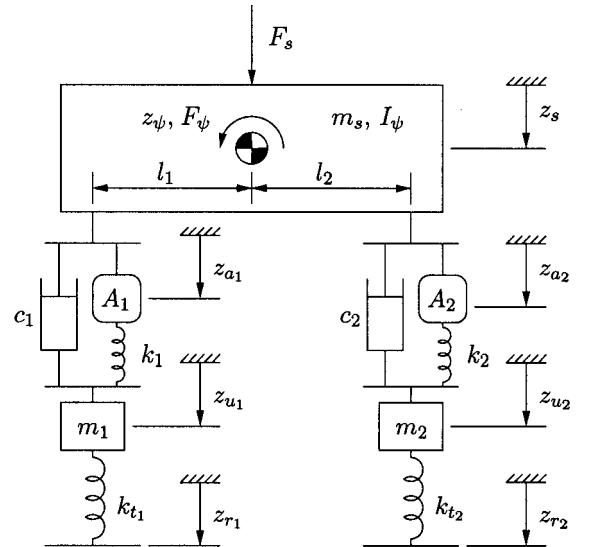 F_s
z_ψ, F_ψ
m_s, I_ψ
z_s
l_1
l_2
c_1
A_1
z_{a_1}
k_1
z_{u_1}
m_1
k_{t_1}
z_{r_1}
c_2
A_2
z_{a_2}
k_2
z_{u_2}
m_2
k_{t_2}
z_{r_2}